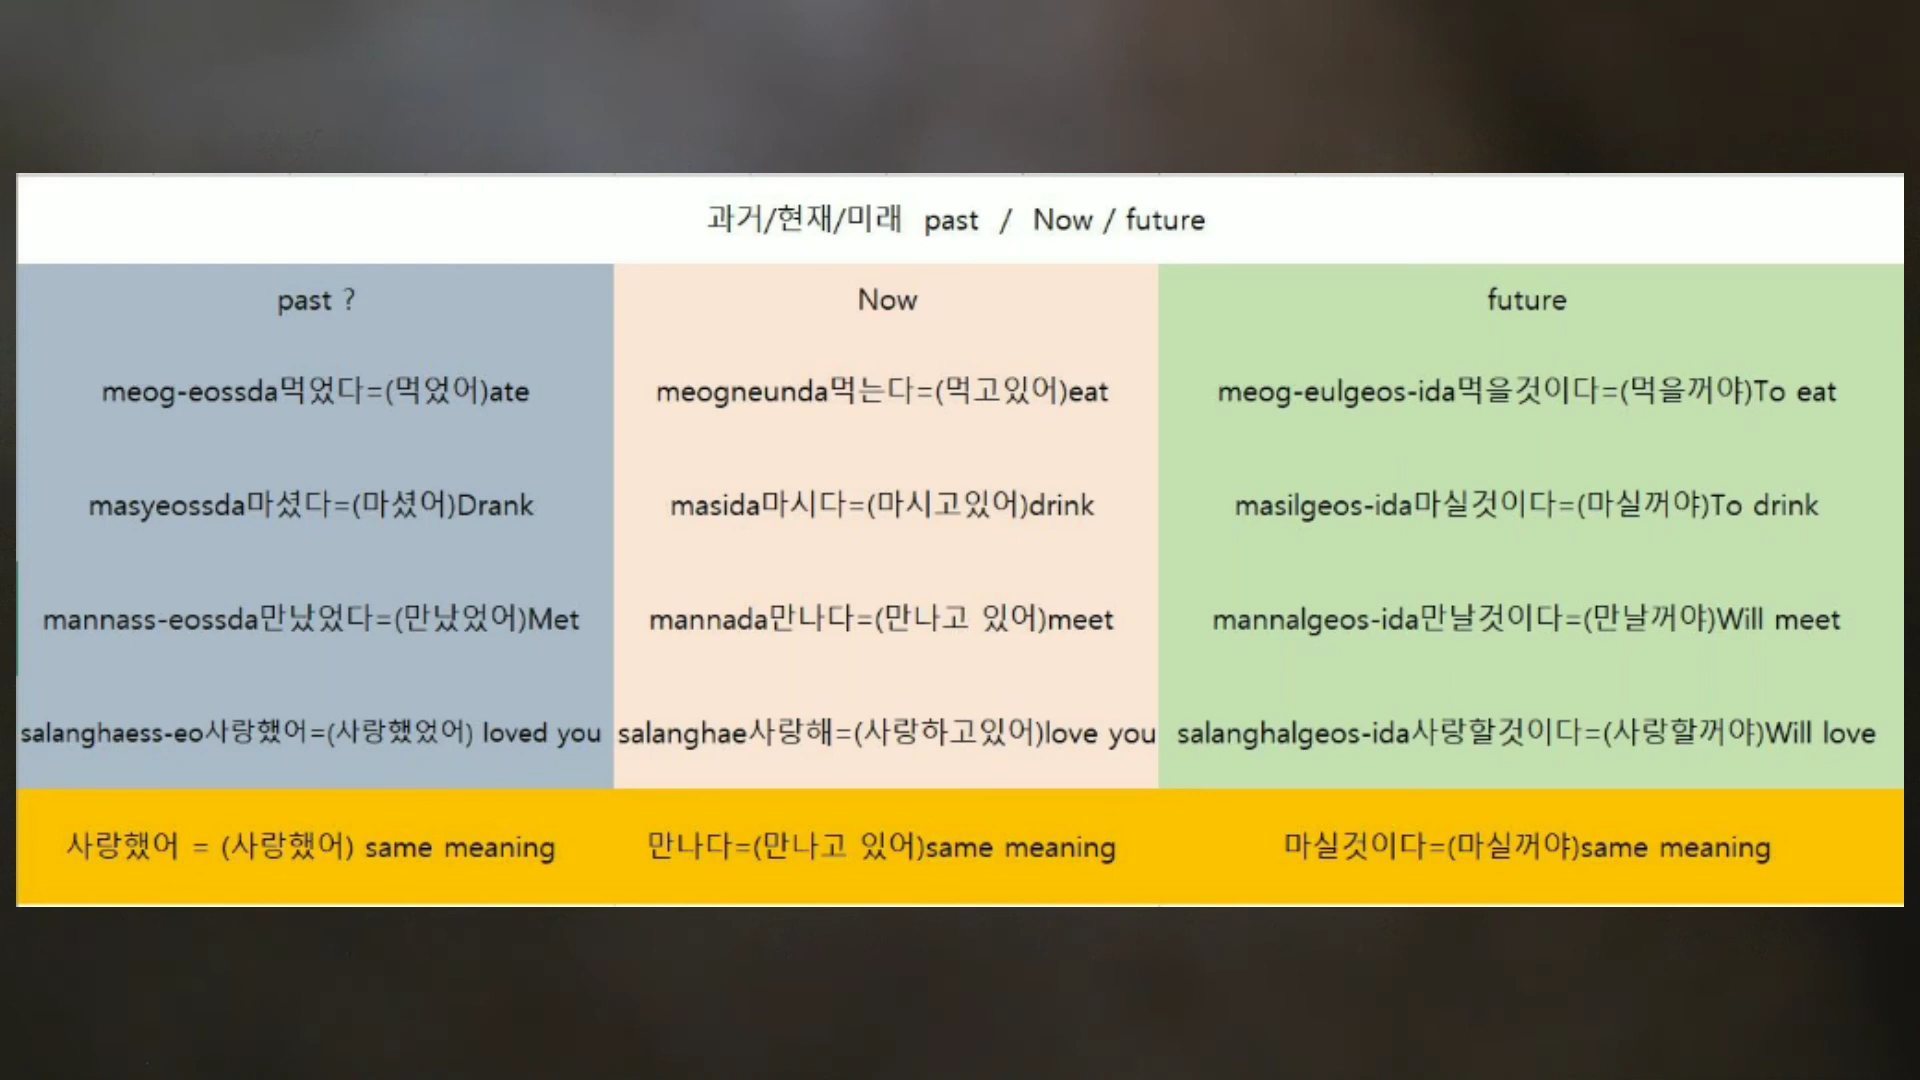 과거/현재/미래 past / Now / future
past ? Now future
meog-eossda먹었다=(먹었어)ate meogneunda먹는다=(먹고있어)eat meog-eulgeos-ida먹을것이다=(먹을꺼야)To eat
masyeossda마셨다=(마셨어)Drank masida마시다=(마시고있어)drink masilgeos-ida마실것이다=(마실꺼야)To drink
mannass-eossda만났었다=(만났었어)Met mannada만나다=(만나고 있어)meet mannalgeos-ida만날것이다=(만날꺼야)Will meet
salanghaess-eo사랑했어=(사랑했었어) loved you salanghae사랑해=(사랑하고있어)love you salanghalgeos-ida사랑할것이다=(사랑할꺼야)Will love
사랑했어 = (사랑했어) same meaning 만나다=(만나고 있어)same meaning 마실것이다=(마실꺼야)same meaning